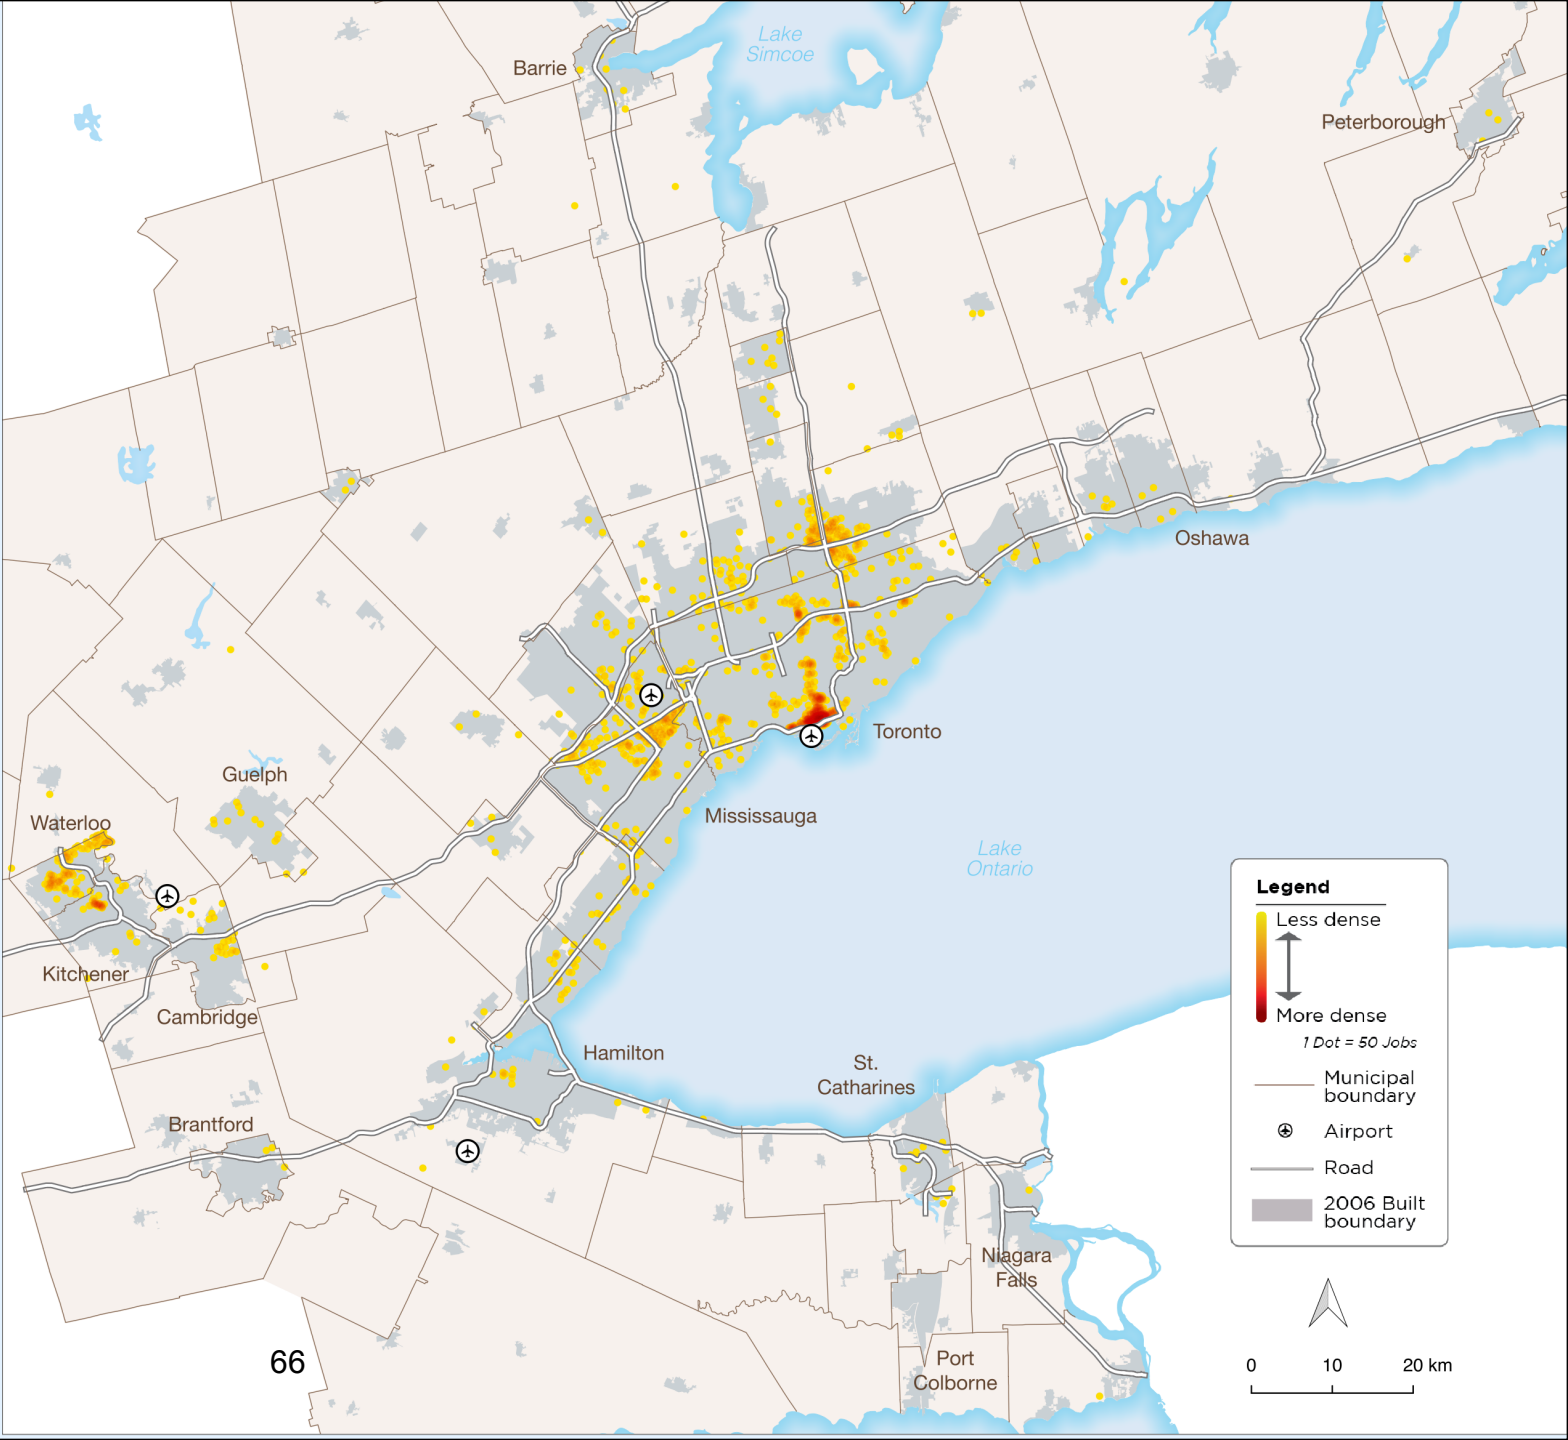 Lake
Simcoe
Barrie
Peterborough
Oshawa
Toronto
Guelph
Waterloo
Mississauga
Lake
Ontario
Kitchener
Cambridge
Hamilton
St.
Catharines
Brantford
Niagara
Falls
Port
Colborne
66
Legend
Less dense
More dense
1 Dot = 50 Jobs
Municipal
boundary
Airport
Road
2006 Built
boundary
0 10 20 km